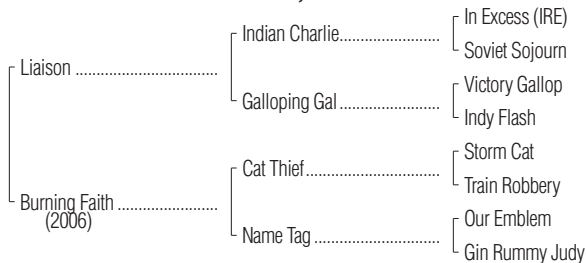 In Excess (IRE)
Indian Charlie..................
Soviet Sojourn
Liaison ..............................
Victory Gallop
Galloping Gal ..................
Indy Flash
Storm Cat
Cat Thief........................
Train Robbery
Burning Faith .....................
(2006)
Our Emblem
Name Tag ......................
Gin Rummy Judy